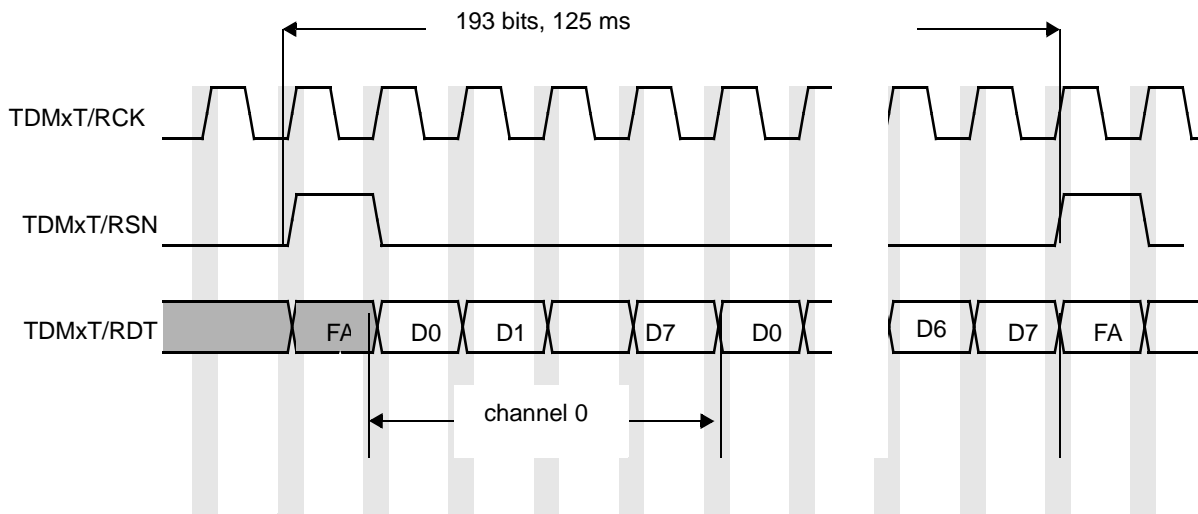 193 bits, 125 ms
TDMxT/RCK
TDMxT/RSN
TDMxT/RDT
FA D0 D1 D7 D0 D6 D7 FA
channel 0